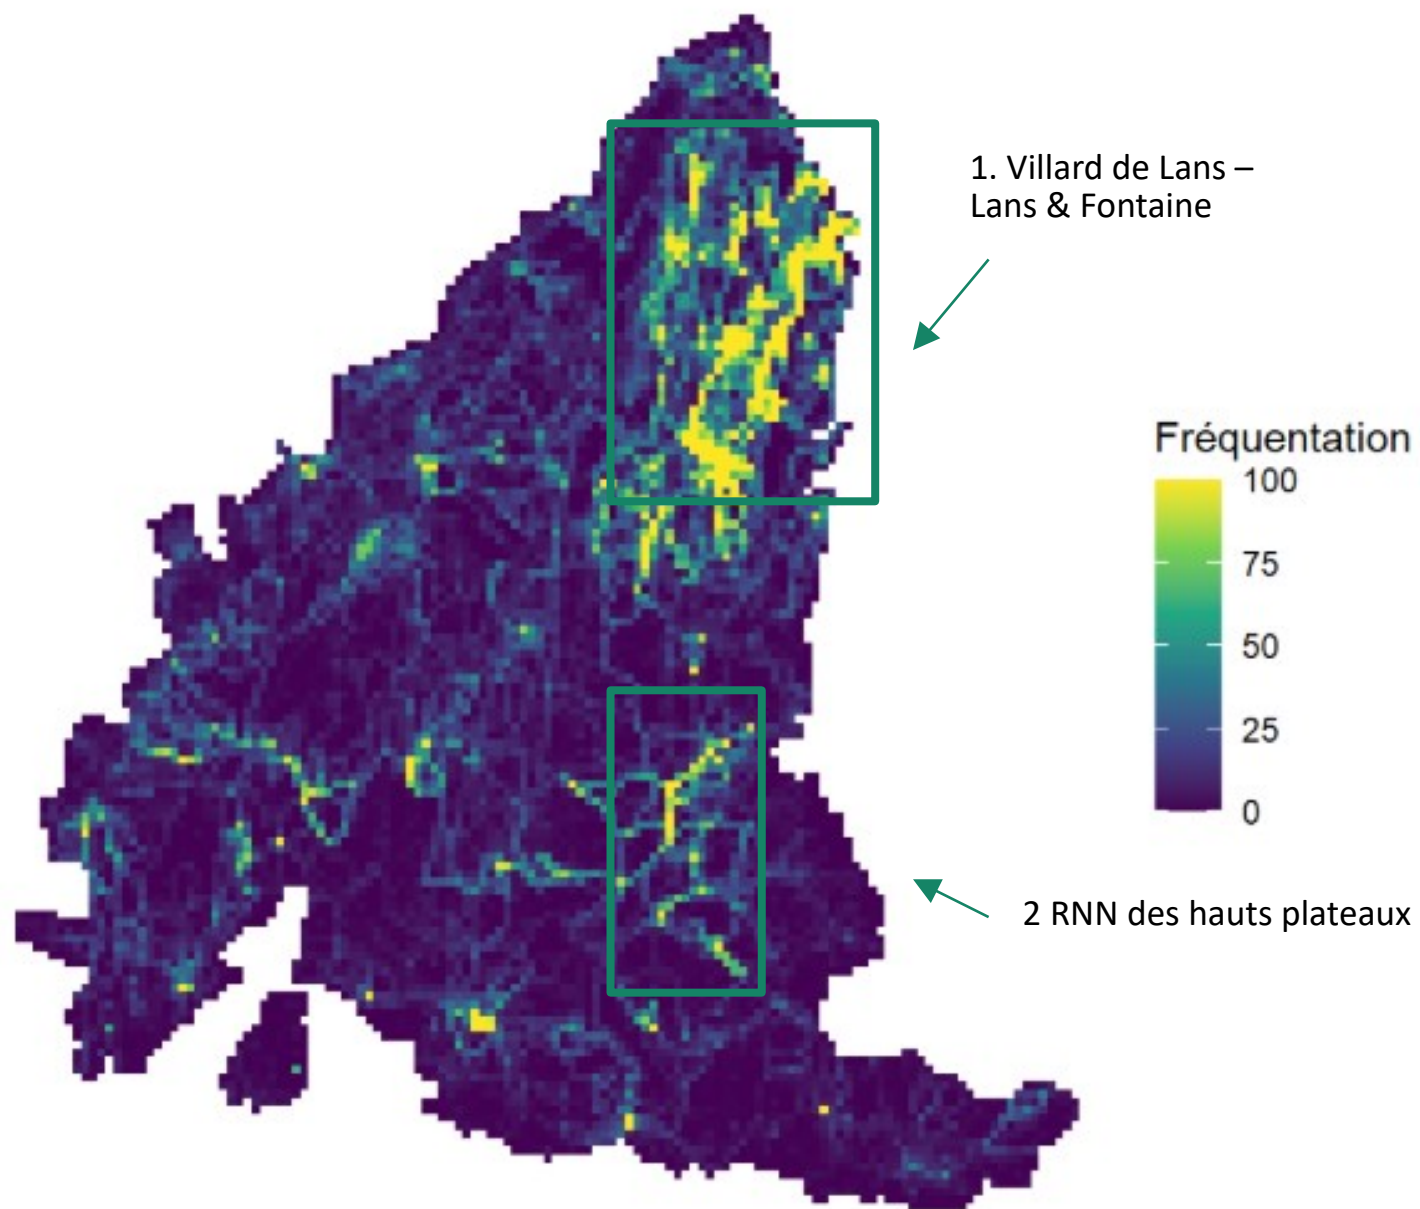 1. Villard de Lans –
Lans & Fontaine
Fréquentation
100
75
50
25
0
2 RNN des hauts plateaux